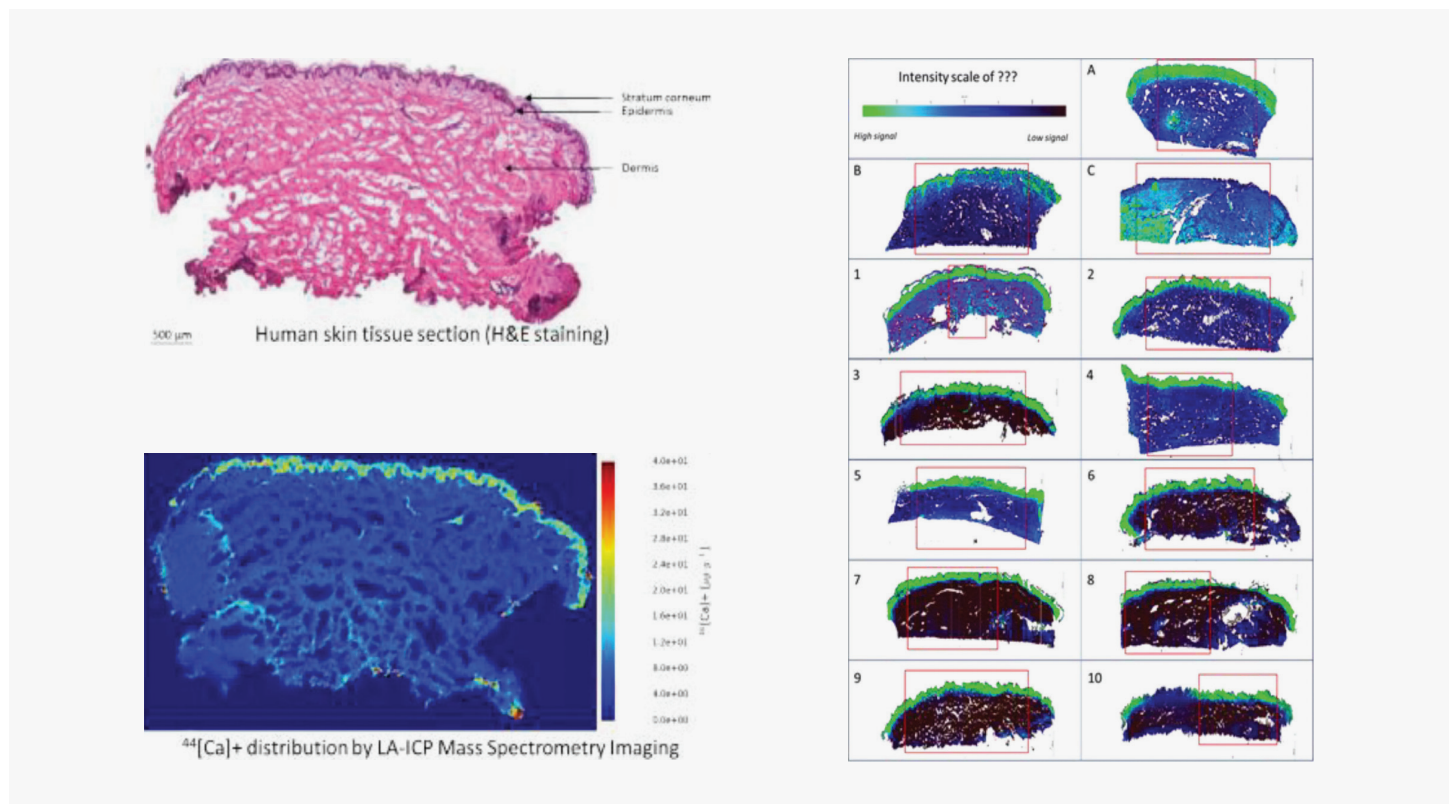 Stratum corneum
Epidermis
Dermis
500 µm
Human skin tissue section (H&E staining)
4.0e+01
3.6e+01
3.2e+01
2.8e+01
2.4e+01
2.0e+01
1.6e+01
1.2e+01
8.0e+00
4.0e+00
0.0e+00
44[Ca]+ distribution by LA-ICP Mass Spectrometry Imaging
Intensity scale of ???
High signal
Low signal
A
B
C
1
2
3
4
5
6
7
8
9
10